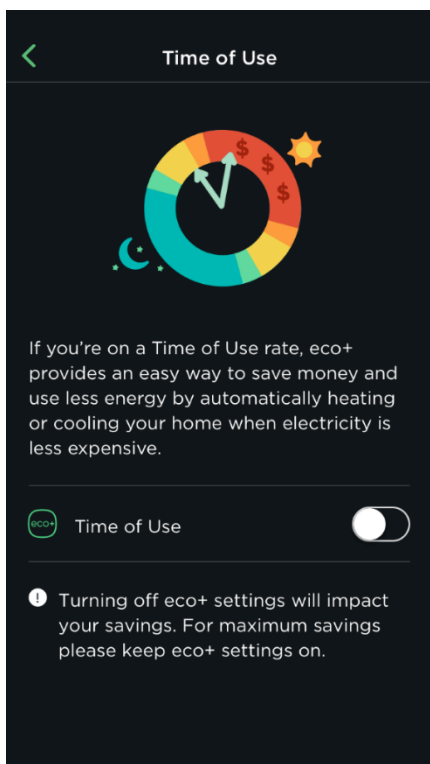 Time of Use
$
$
$
If you're on a Time of Use rate, eco+
provides an easy way to save money and
use less energy by automatically heating
or cooling your home when electricity is
less expensive.
eco+ Time of Use
! Turning off eco+ settings will impact
your savings. For maximum savings
please keep eco+ settings on.